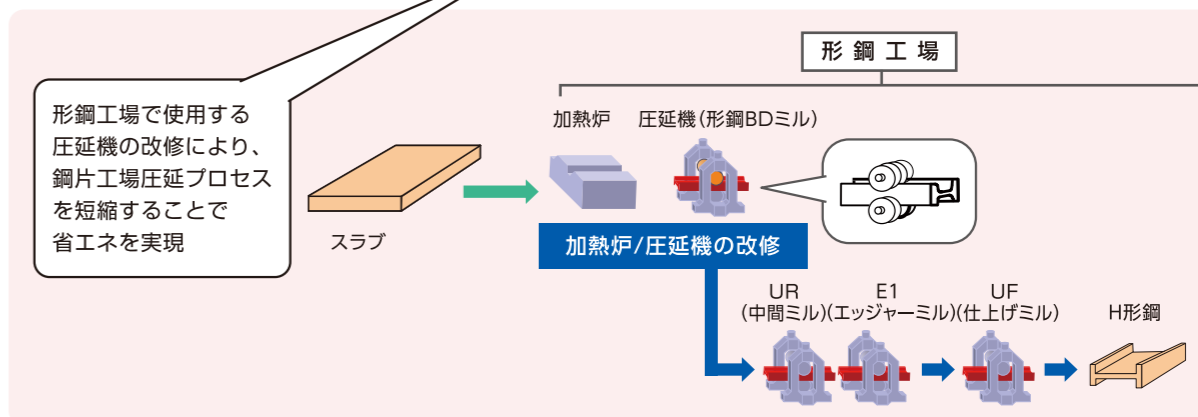 形鋼工場
形鋼工場で使用する
圧延機の改修により、
鋼片工場圧延プロセス
を短縮することで
省エネを実現
スラブ
加熱炉
圧延機(形鋼BDミル)
加熱炉/圧延機の改修
UR
(中間ミル)
E1
(エッジャーミル)
UF
(仕上げミル)
H形鋼